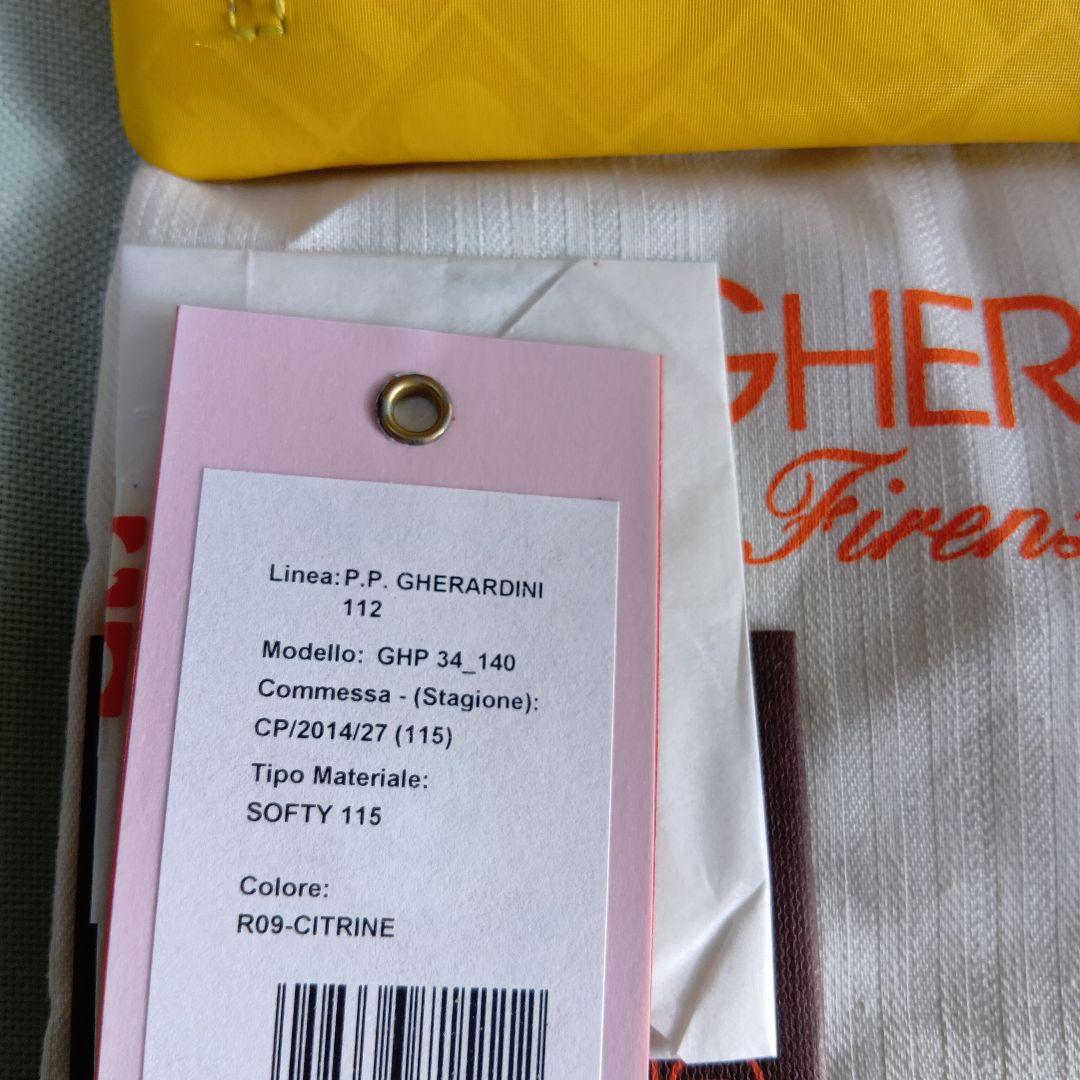 GHER
Firenz
Linea: P.P. GHERARDINI
112
Modello: GHP 34_140
Commessa - (Stagione):
CP/2014/27 (115)
Tipo Materiale:
SOFTY 115
Colore:
R09-CITRINE